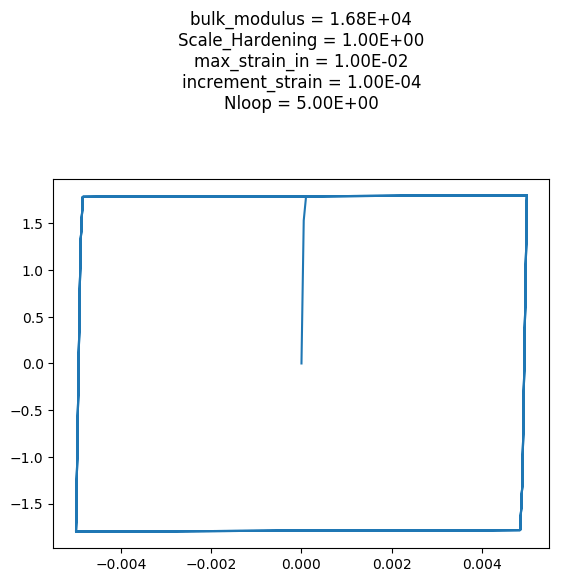 bulk_modulus = 1.68E+04
Scale_Hardening = 1.00E+00
max_strain_in = 1.00E-02
increment_strain = 1.00E-04
Nloop = 5.00E+00
1.5
1.0
0.5
0.0
−0.5
−1.0
−1.5
−0.004 −0.002 0.000 0.002 0.004